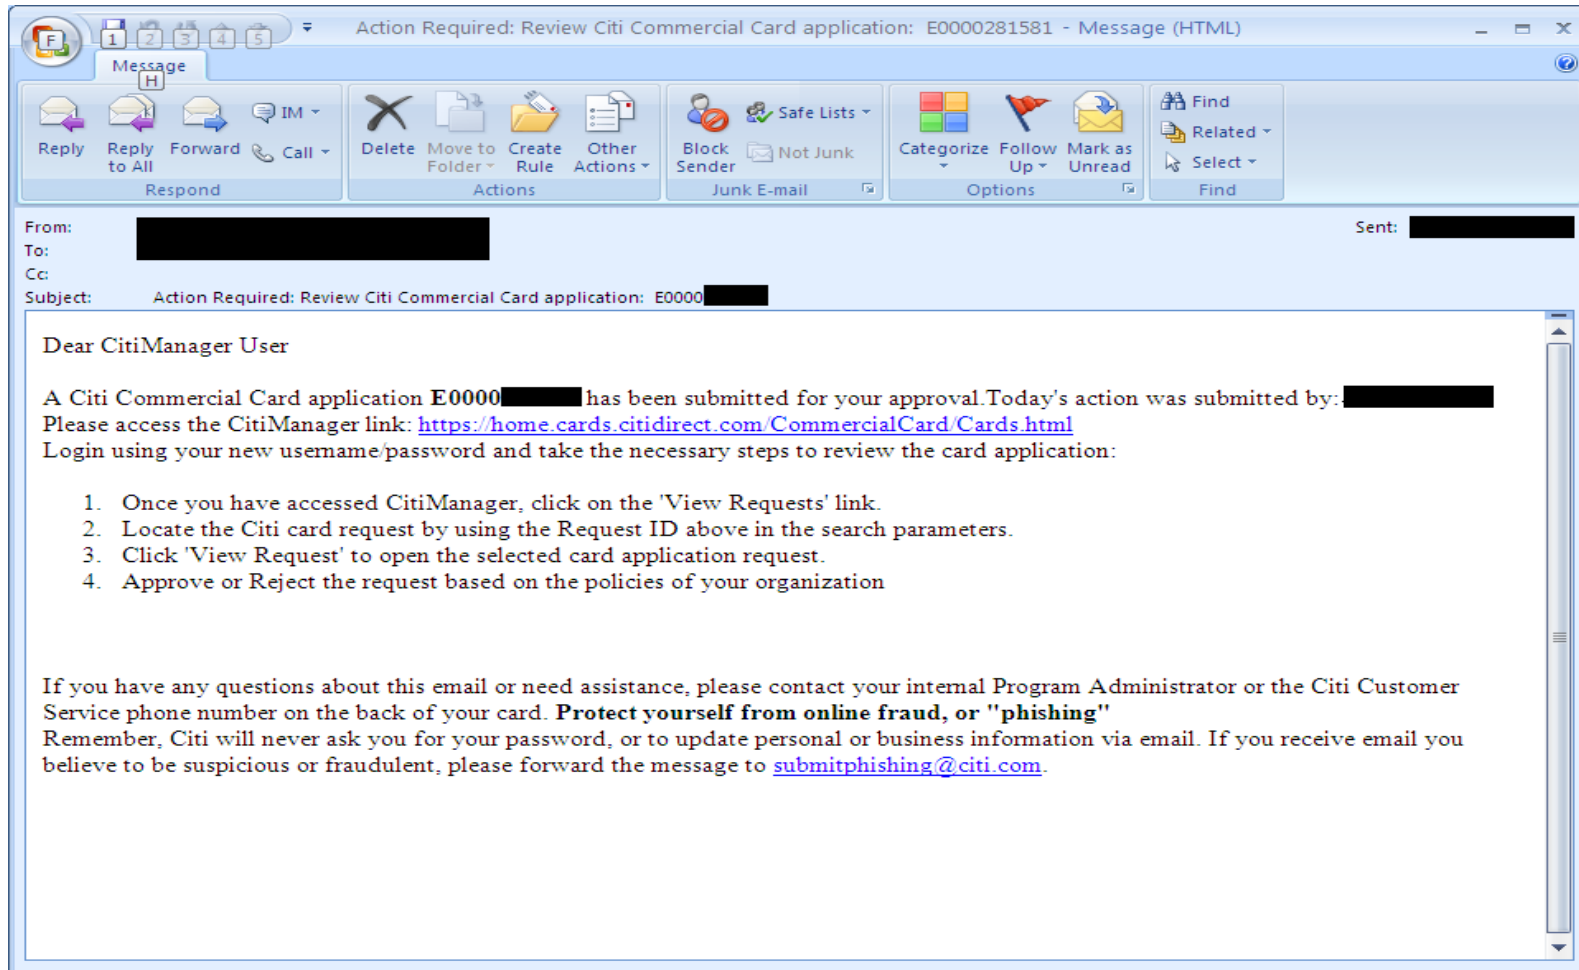 Action Required: Review Citi Commercial Card application: E0000281581 - Message (HTML)
F 1 2 3 4 5
Message
H
Reply
Reply to All
Forward
IM
Call
Respond
Delete
Move to Folder
Create Rule
Other Actions
Actions
Block Sender
Safe Lists
Not Junk
Junk E-mail
Categorize
Follow Up
Mark as Unread
Options
Find
Related
Select
Find
From:
Sent:
To:
Cc:
Subject: Action Required: Review Citi Commercial Card application: E0000
Dear CitiManager User
A Citi Commercial Card application E0000 has been submitted for your approval.Today's action was submitted by:
Please access the CitiManager link: https://home.cards.citidirect.com/CommercialCard/Cards.html
Login using your new username/password and take the necessary steps to review the card application:
1. Once you have accessed CitiManager, click on the 'View Requests' link.
2. Locate the Citi card request by using the Request ID above in the search parameters.
3. Click 'View Request' to open the selected card application request.
4. Approve or Reject the request based on the policies of your organization
If you have any questions about this email or need assistance, please contact your internal Program Administrator or the Citi Customer
Service phone number on the back of your card. Protect yourself from online fraud, or "phishing"
Remember, Citi will never ask you for your password, or to update personal or business information via email. If you receive email you
believe to be suspicious or fraudulent, please forward the message to submitphishing@citi.com.